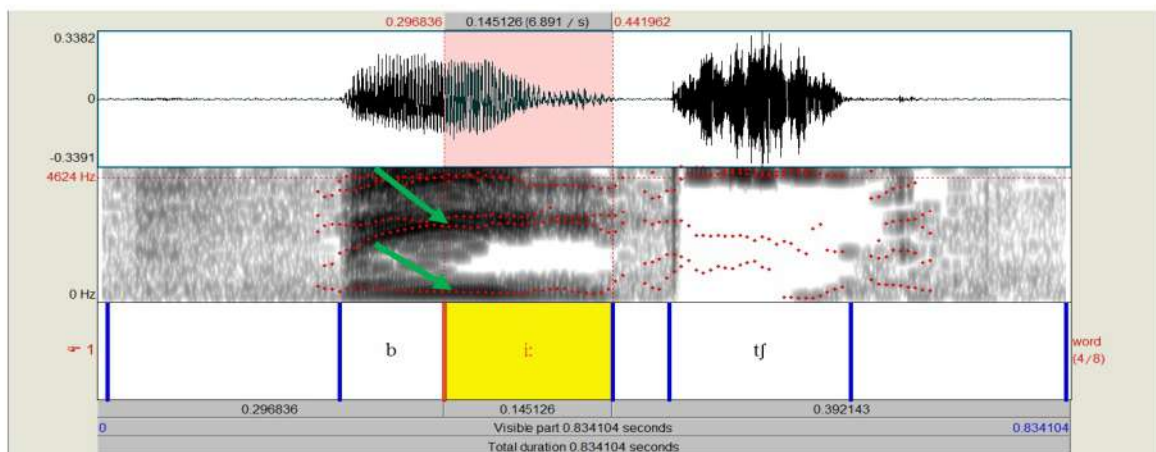 0.296836 0.145126 (6.891 / s) 0.441962
0.3382
0
-0.3391
4624 Hz
0 Hz
1 b i: tʃ word
(4/8)
0.296836 0.145126 0.392143
0 Visible part 0.834104 seconds 0.834104
Total duration 0.834104 seconds